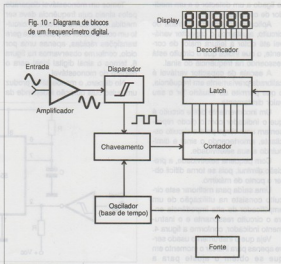 Fig. 10 - Diagrama de blocos
de um frequencímetro digital.
Display
88888
Decodificador
Entrada
Disparador
Amplificador
Latch
Chaveamento
Contador
Oscilador
(base de tempo)
Fonte